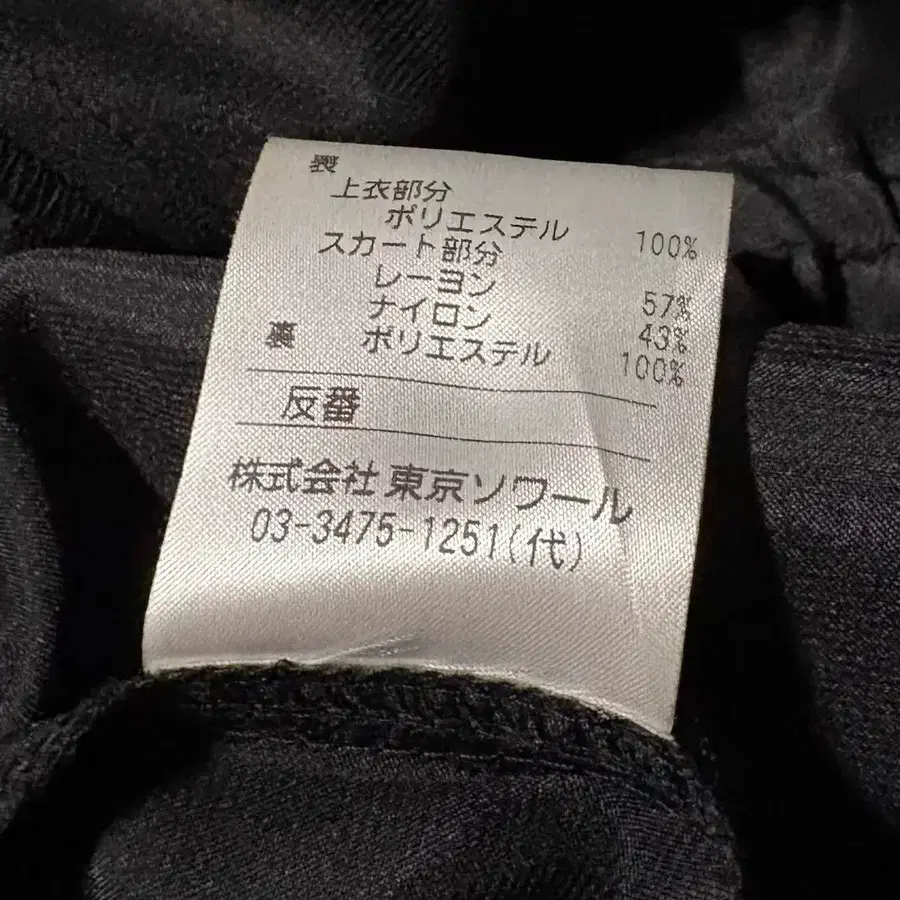 表
上衣部分
ポリエステル 100%
スカート部分
レーヨン 57%
ナイロン 43%
裏 ポリエステル 100%
反番
株式会社 東京ソワール
03-3475-1251(代)